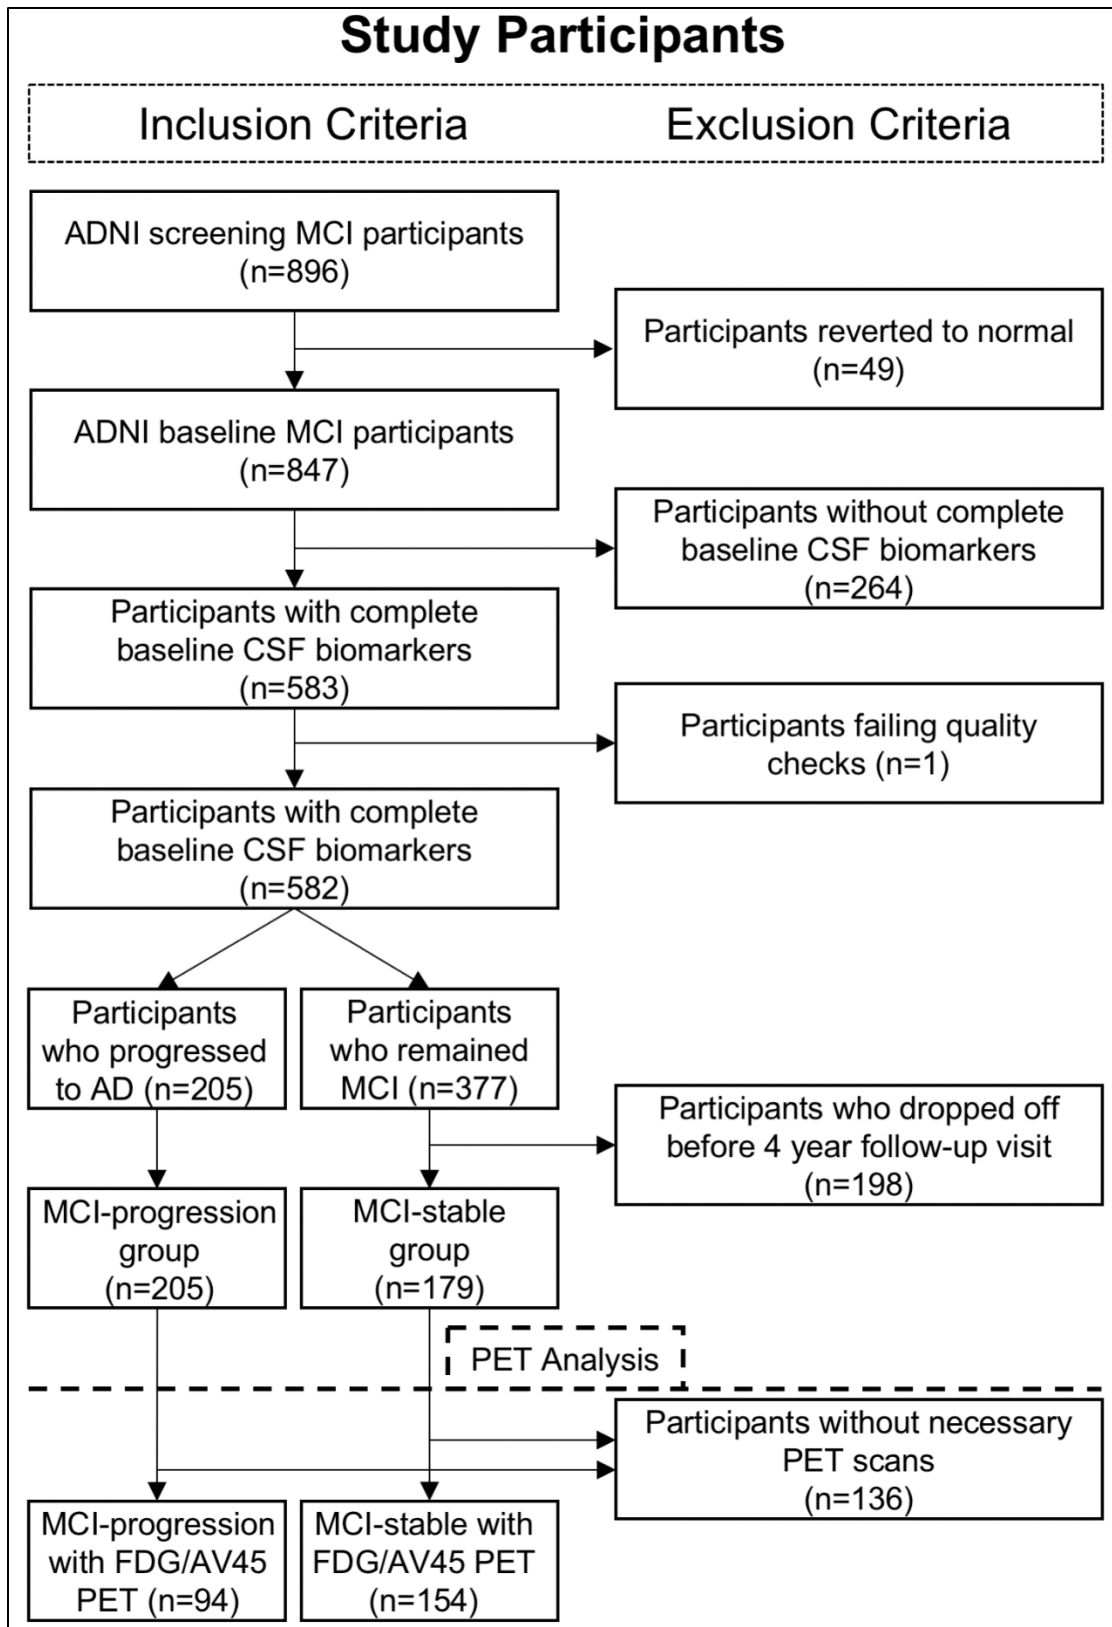 Study Participants
Inclusion Criteria
Exclusion Criteria
ADNI screening MCI participants
(n=896)
Participants reverted to normal
(n=49)
ADNI baseline MCI participants
(n=847)
Participants without complete
baseline CSF biomarkers
(n=264)
Participants with complete
baseline CSF biomarkers
(n=583)
Participants failing quality
checks (n=1)
Participants with complete
baseline CSF biomarkers
(n=582)
Participants
who progressed
to AD (n=205)
Participants
who remained
MCI (n=377)
Participants who dropped off
before 4 year follow-up visit
(n=198)
MCI-progression
group
(n=205)
MCI-stable
group
(n=179)
PET Analysis
Participants without necessary
PET scans
(n=136)
MCI-progression
with FDG/AV45
PET (n=94)
MCI-stable with
FDG/AV45 PET
(n=154)